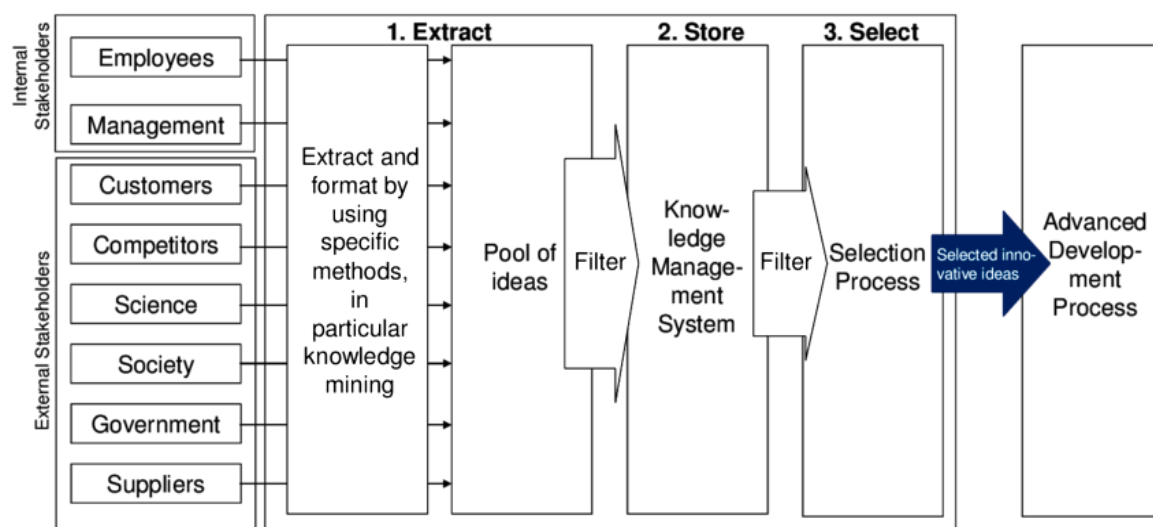 1. Extract
2. Store
3. Select
Internal
Stakeholders
Employees
Management
External Stakeholders
Customers
Competitors
Science
Society
Government
Suppliers
Extract and
format by
using
specific
methods,
in
particular
knowledge
mining
Pool of
ideas
Filter
Know-
ledge
Manage-
ment
System
Filter
Selection
Process
Selected inno-
vative ideas
Advanced
Develop-
ment
Process